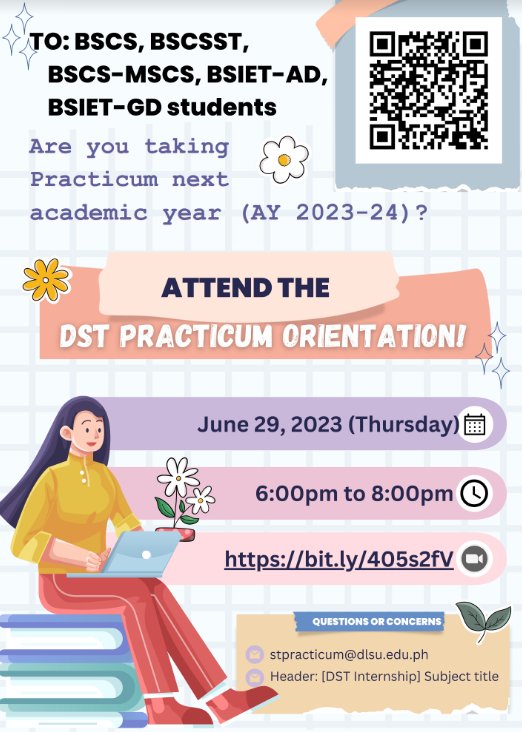 TO: BSCS, BSCSST,
BSCS-MSCS, BSIET-AD,
BSIET-GD students
Are you taking
Practicum next
academic year (AY 2023-24)?
ATTEND THE
DST PRACTICUM ORIENTATION!
June 29, 2023 (Thursday)
6:00pm to 8:00pm
https://bit.ly/405s2fV
QUESTIONS OR CONCERNS
stpracticum@dlsu.edu.ph
Header: [DST Internship] Subject title